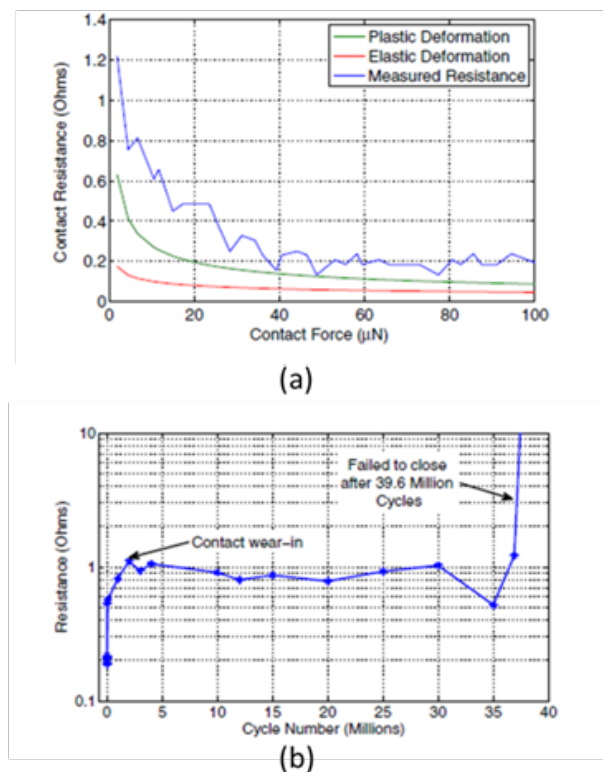 1.4
1.2
1
0.8
0.6
0.4
0.2
0
Contact Resistance (Ohms)
Plastic Deformation
Elastic Deformation
Measured Resistance
0 20 40 60 80 100
Contact Force (μN)
(a)
10
1
0.1
Resistance (Ohms)
Failed to close
after 39.6 Million
Cycles
Contact wear-in
0 5 10 15 20 25 30 35 40
Cycle Number (Millions)
(b)